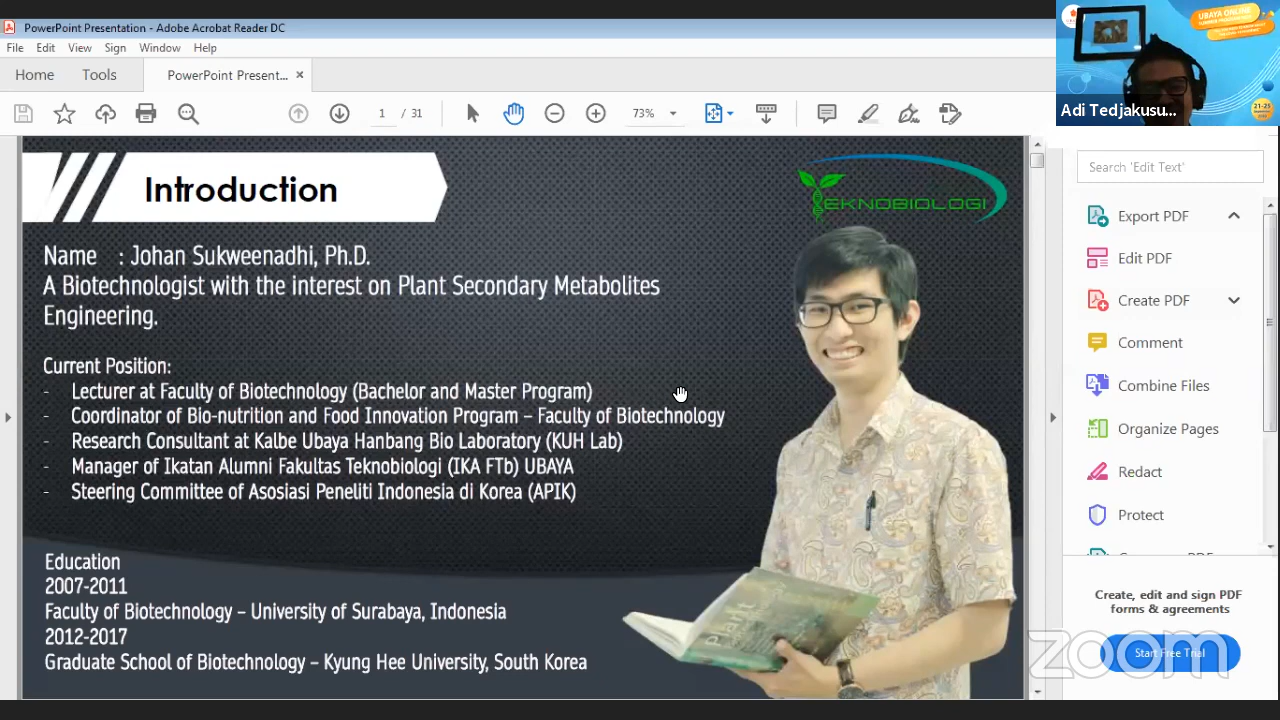 PowerPoint Presentation - Adobe Acrobat Reader DC
File Edit View Sign Window Help
Home Tools PowerPoint Present... ×
1 / 31 73%
UBAYA ONLINE
21-25
Adi Tedjakusu...
Search 'Edit Text'
Introduction
TEKNOBIOLOGI
Name : Johan Sukweenadhi, Ph.D.
A Biotechnologist with the interest on Plant Secondary Metabolites
Engineering.
Current Position:
- Lecturer at Faculty of Biotechnology (Bachelor and Master Program)
- Coordinator of Bio-nutrition and Food Innovation Program – Faculty of Biotechnology
- Research Consultant at Kalbe Ubaya Hanbang Bio Laboratory (KUH Lab)
- Manager of Ikatan Alumni Fakultas Teknobiologi (IKA FTb) UBAYA
- Steering Committee of Asosiasi Peneliti Indonesia di Korea (APIK)
Education
2007-2011
Faculty of Biotechnology – University of Surabaya, Indonesia
2012-2017
Graduate School of Biotechnology – Kyung Hee University, South Korea
Plant
Export PDF
Edit PDF
Create PDF
Comment
Combine Files
Organize Pages
Redact
Protect
Create, edit and sign PDF
forms & agreements
Start Free Trial
zoom